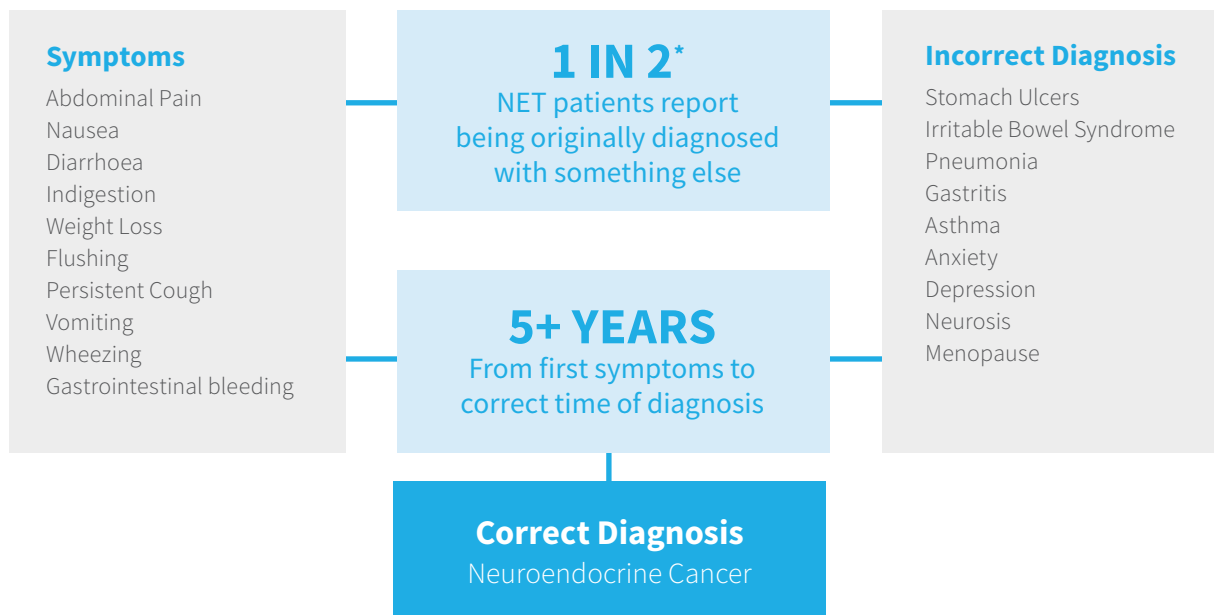 Symptoms
Abdominal Pain
Nausea
Diarrhoea
Indigestion
Weight Loss
Flushing
Persistent Cough
Vomiting
Wheezing
Gastrointestinal bleeding
1 IN 2*
NET patients report
being originally diagnosed
with something else
5+ YEARS
From first symptoms to
correct time of diagnosis
Incorrect Diagnosis
Stomach Ulcers
Irritable Bowel Syndrome
Pneumonia
Gastritis
Asthma
Anxiety
Depression
Neurosis
Menopause
Correct Diagnosis
Neuroendocrine Cancer